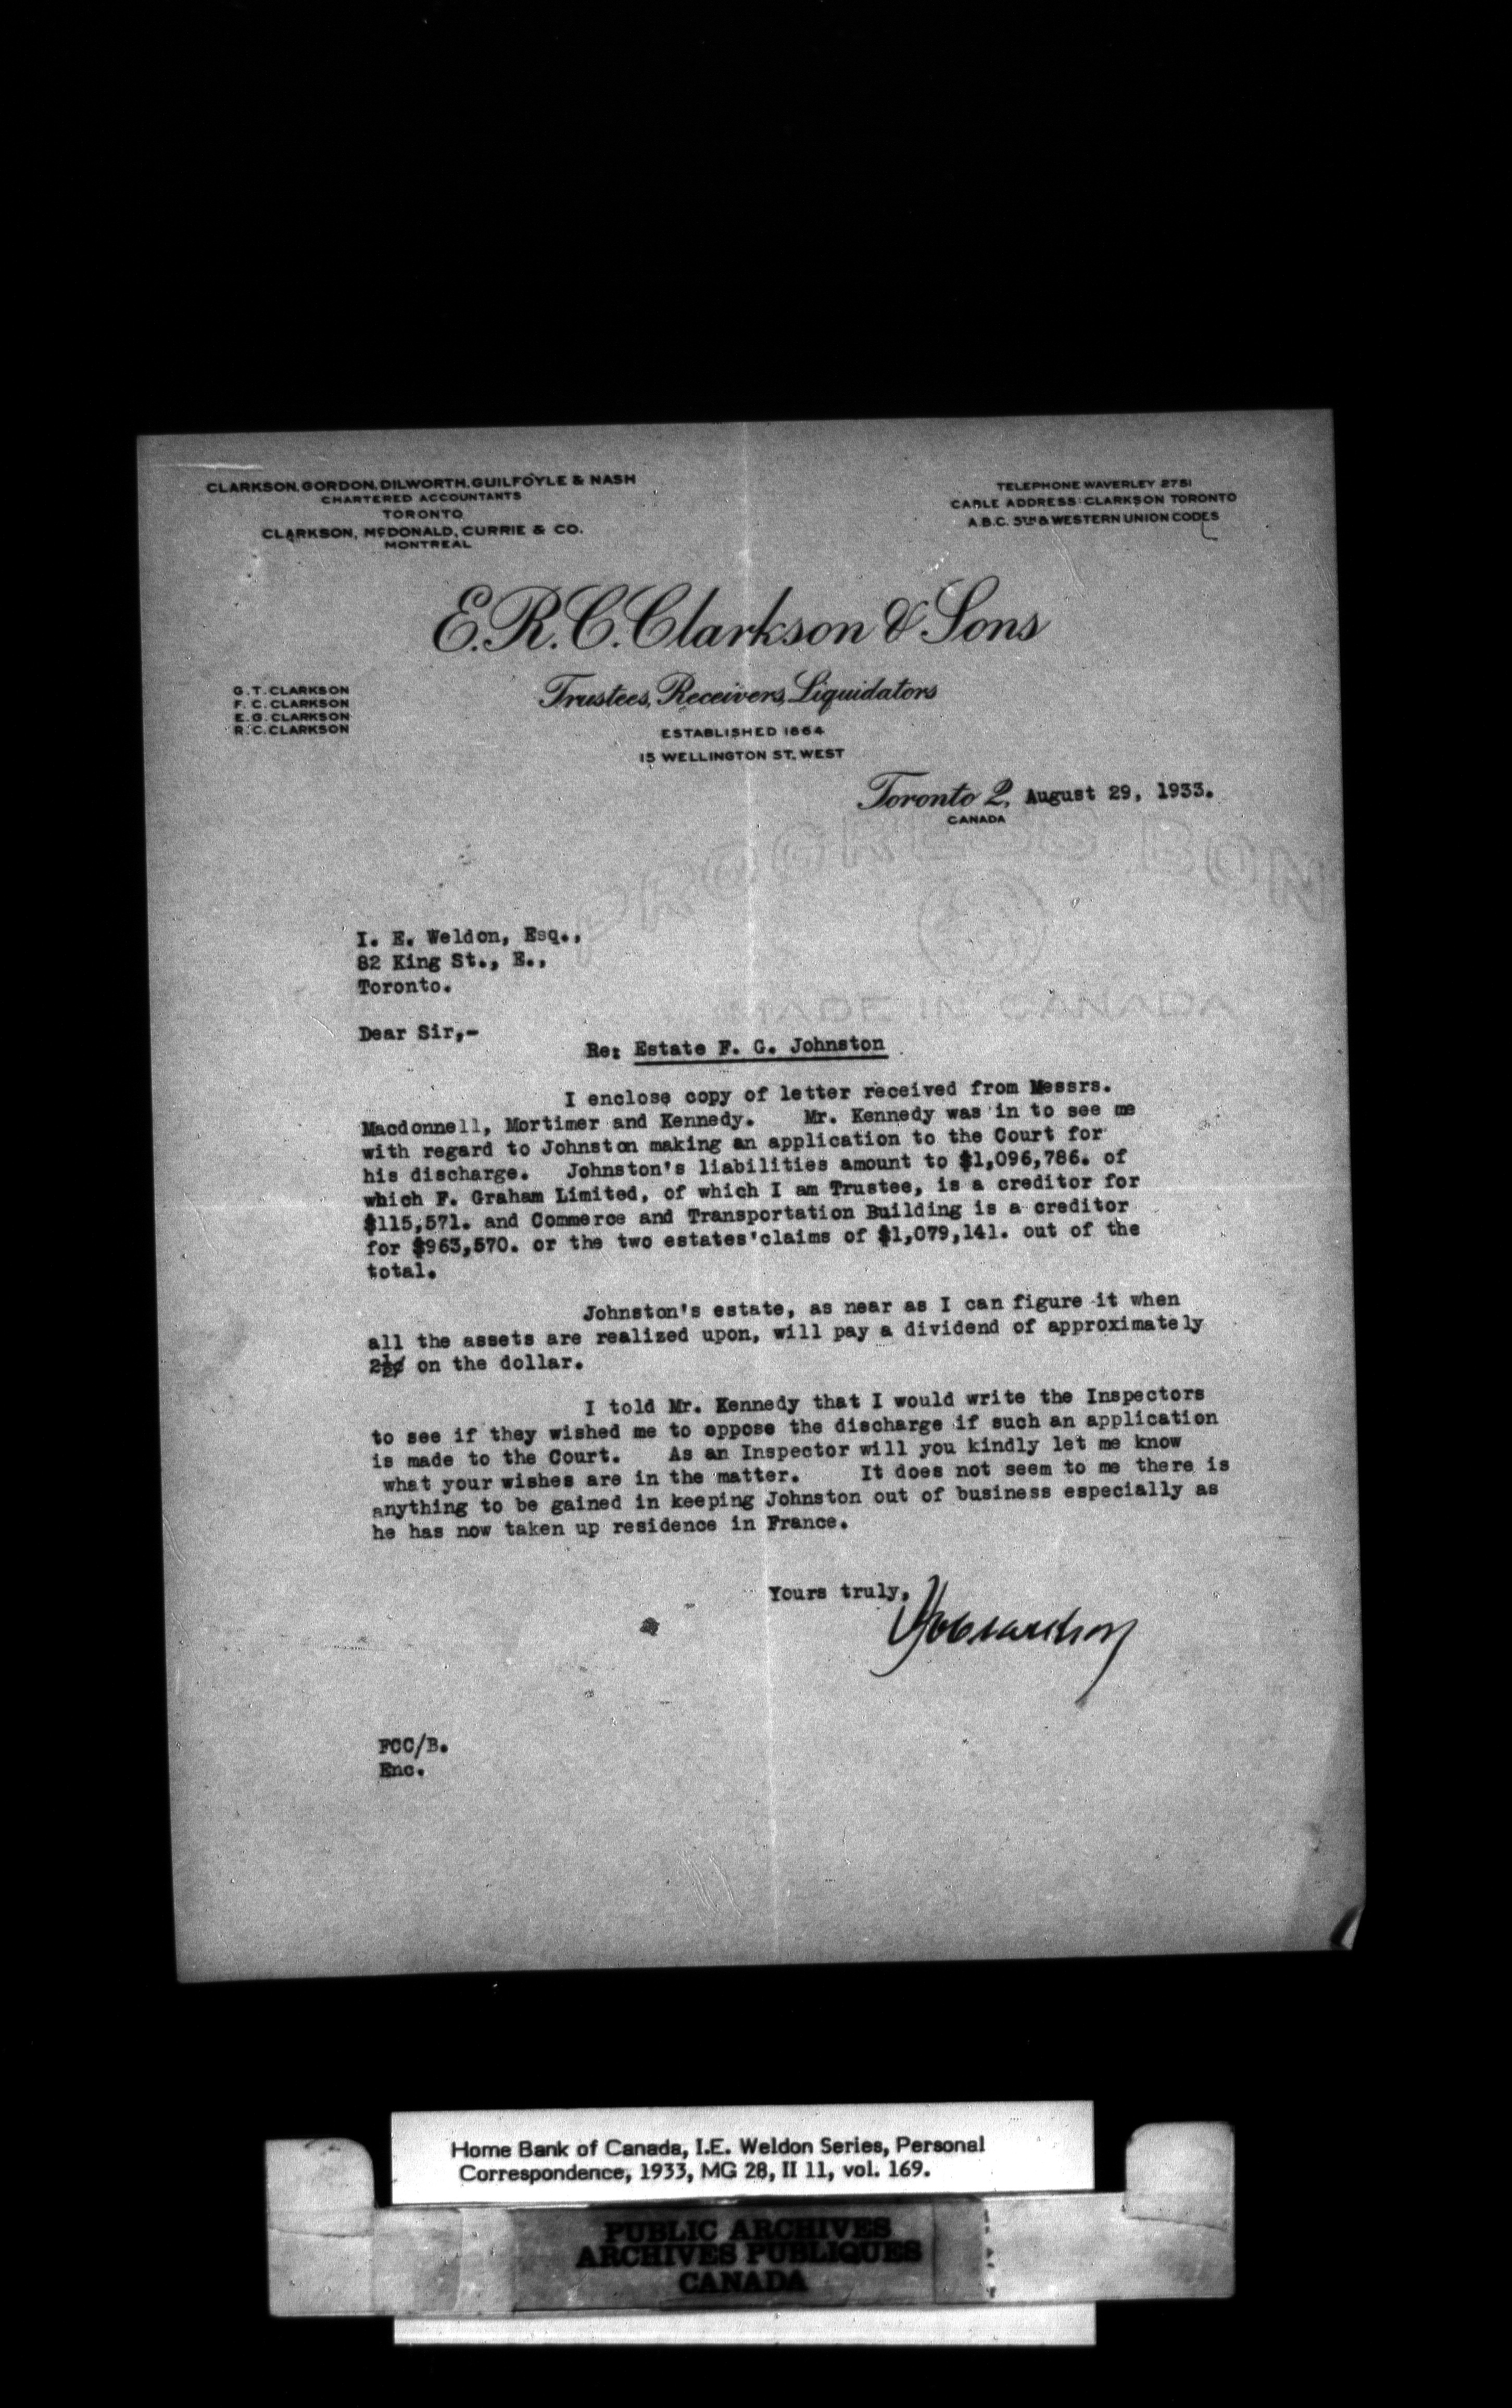 CLARKSON, GORDON, DILWORTH, GUILFOYLE & NASH
CHARTERED ACCOUNTANTS
TORONTO
CLARKSON, McDONALD, CURRIE & CO.
MONTREAL
TELEPHONE WAVERLEY 2751
CABLE ADDRESS: CLARKSON TORONTO
A.B.C. 5TH & WESTERN UNION CODES
E.R.C. Clarkson & Sons
Trustees, Receivers, Liquidators
G. T. CLARKSON
F. C. CLARKSON
E. G. CLARKSON
R. C. CLARKSON
ESTABLISHED 1864
15 WELLINGTON ST. WEST
Toronto 2, August 29, 1933.
CANADA
PROGRESS BON
MADE IN CANADA
I. E. Weldon, Esq.,
82 King St., E.,
Toronto.
Dear Sir,-
Re: Estate F. G. Johnston
I enclose copy of letter received from Messrs.
Macdonnell, Mortimer and Kennedy. Mr. Kennedy was in to see me
with regard to Johnston making an application to the Court for
his discharge. Johnston's liabilities amount to $1,096,786. of
which F. Graham Limited, of which I am Trustee, is a creditor for
$115,571. and Commerce and Transportation Building is a creditor
for $963,570. or the two estates'claims of $1,079,141. out of the
total.
Johnston's estate, as near as I can figure it when
all the assets are realized upon, will pay a dividend of approximately
2½¢ on the dollar.
I told Mr. Kennedy that I would write the Inspectors
to see if they wished me to oppose the discharge if such an application
is made to the Court. As an Inspector will you kindly let me know
what your wishes are in the matter. It does not seem to me there is
anything to be gained in keeping Johnston out of business especially as
he has now taken up residence in France.
Yours truly,
FCC/B.
Enc.
Home Bank of Canada, I.E. Weldon Series, Personal
Correspondence, 1933, MG 28, II 11, vol. 169.
PUBLIC ARCHIVES
ARCHIVES PUBLIQUES
CANADA